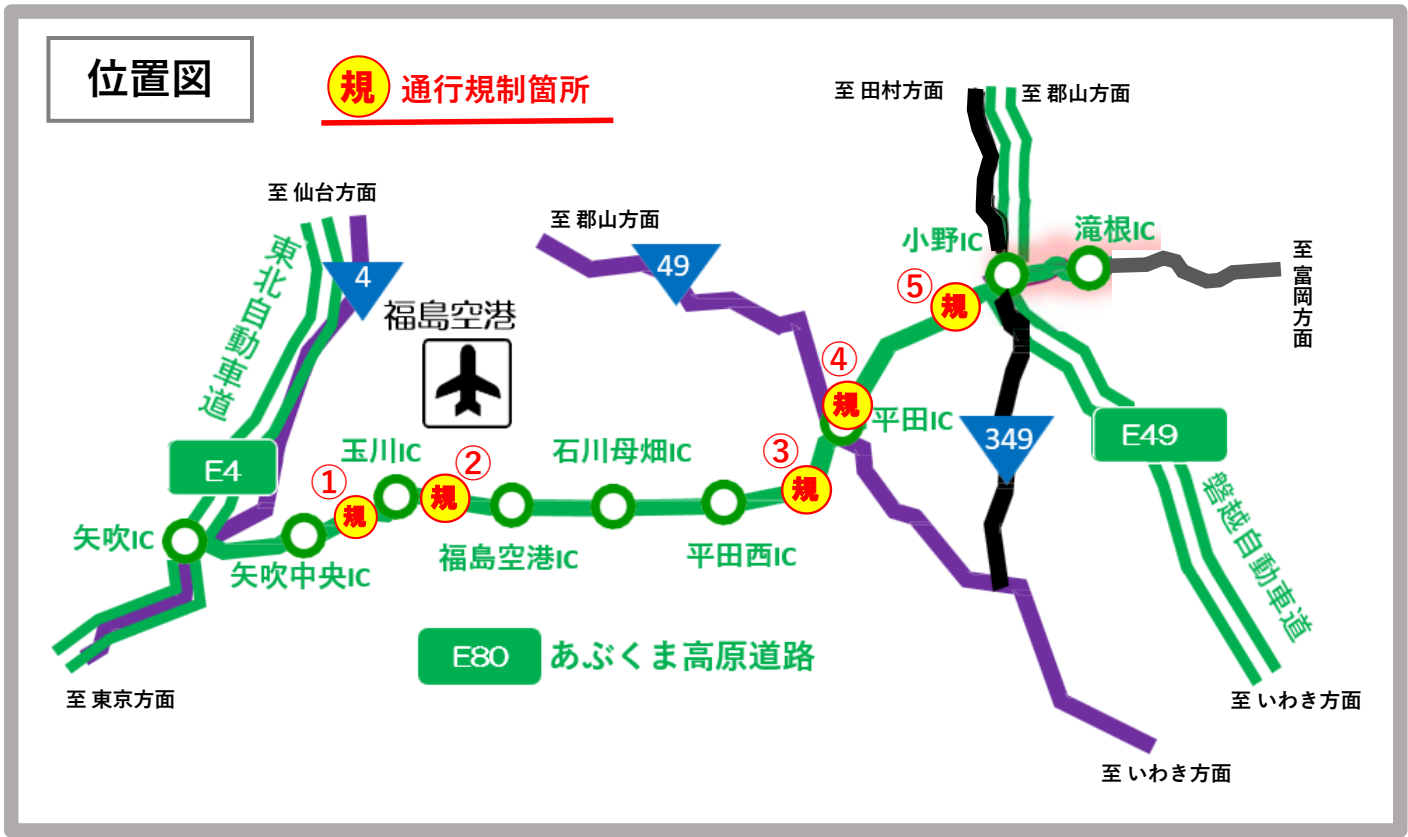 位置図
規 通行規制箇所
至 田村方面
至 郡山方面
至 仙台方面
至 郡山方面
小野IC
滝根IC
至 富岡方面
東北自動車道
4
49
⑤
規
福島空港
④
規
平田IC
349
E49
E4
玉川IC
②
規
石川母畑IC
③
規
①
規
磐越自動車道
矢吹IC
矢吹中央IC
福島空港IC
平田西IC
E80 あぶくま高原道路
至 東京方面
至 いわき方面
至 いわき方面